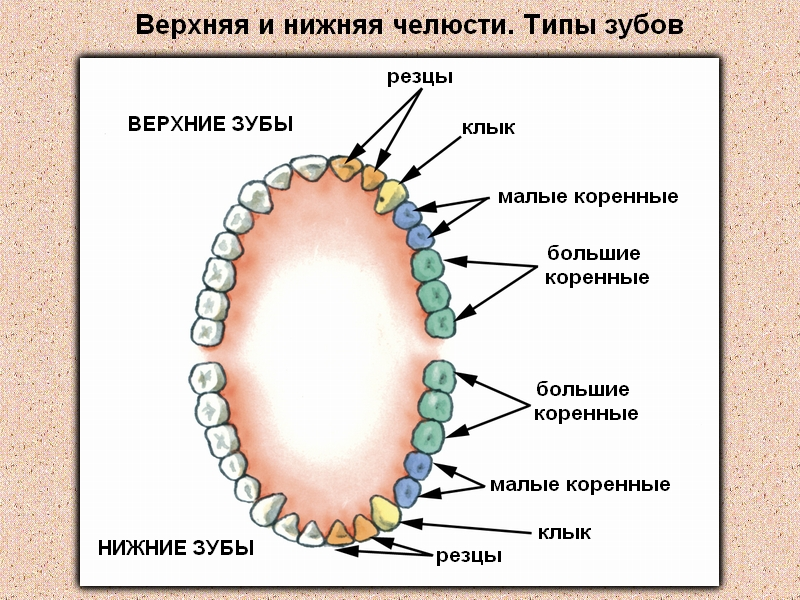 Верхняя и нижняя челюсти. Типы зубов
резцы
ВЕРХНИЕ ЗУБЫ
клык
малые коренные
большие
коренные
большие
коренные
малые коренные
клык
НИЖНИЕ ЗУБЫ
резцы